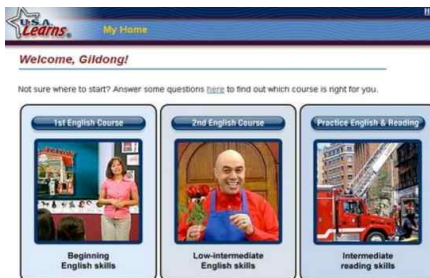 U.S.A. Learns®
My Home
Welcome, Gildong!
Not sure where to start? Answer some questions here to find out which course is right for you.
1st English Course
2nd English Course
Practice English & Reading
Beginning
English skills
Low-intermediate
English skills
Intermediate
reading skills